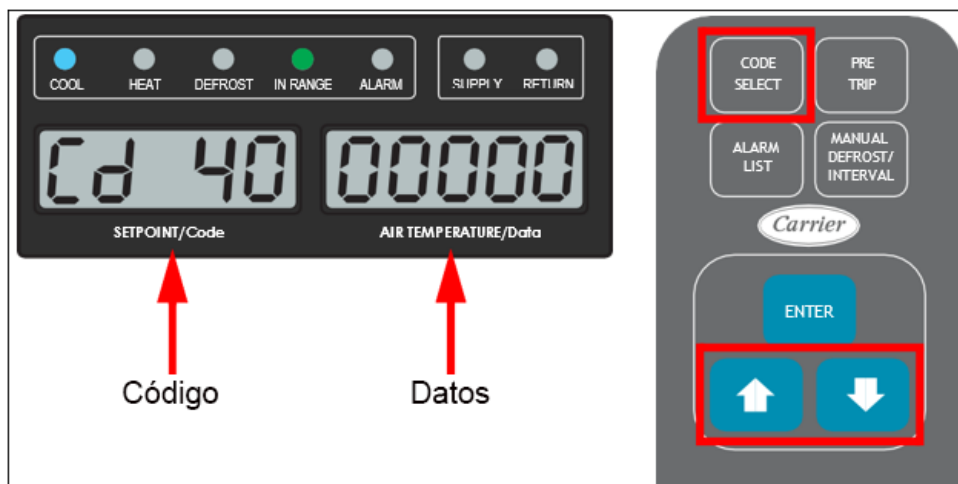 COOL HEAT DEFROST IN RANGE ALARM SUPPLY RETURN
Cd 40 00000
SETPOINT/Code AIR TEMPERATURE/Data
Código Datos
CODE
SELECT
PRE
TRIP
ALARM
LIST
MANUAL
DEFROST/
INTERVAL
Carrier
ENTER